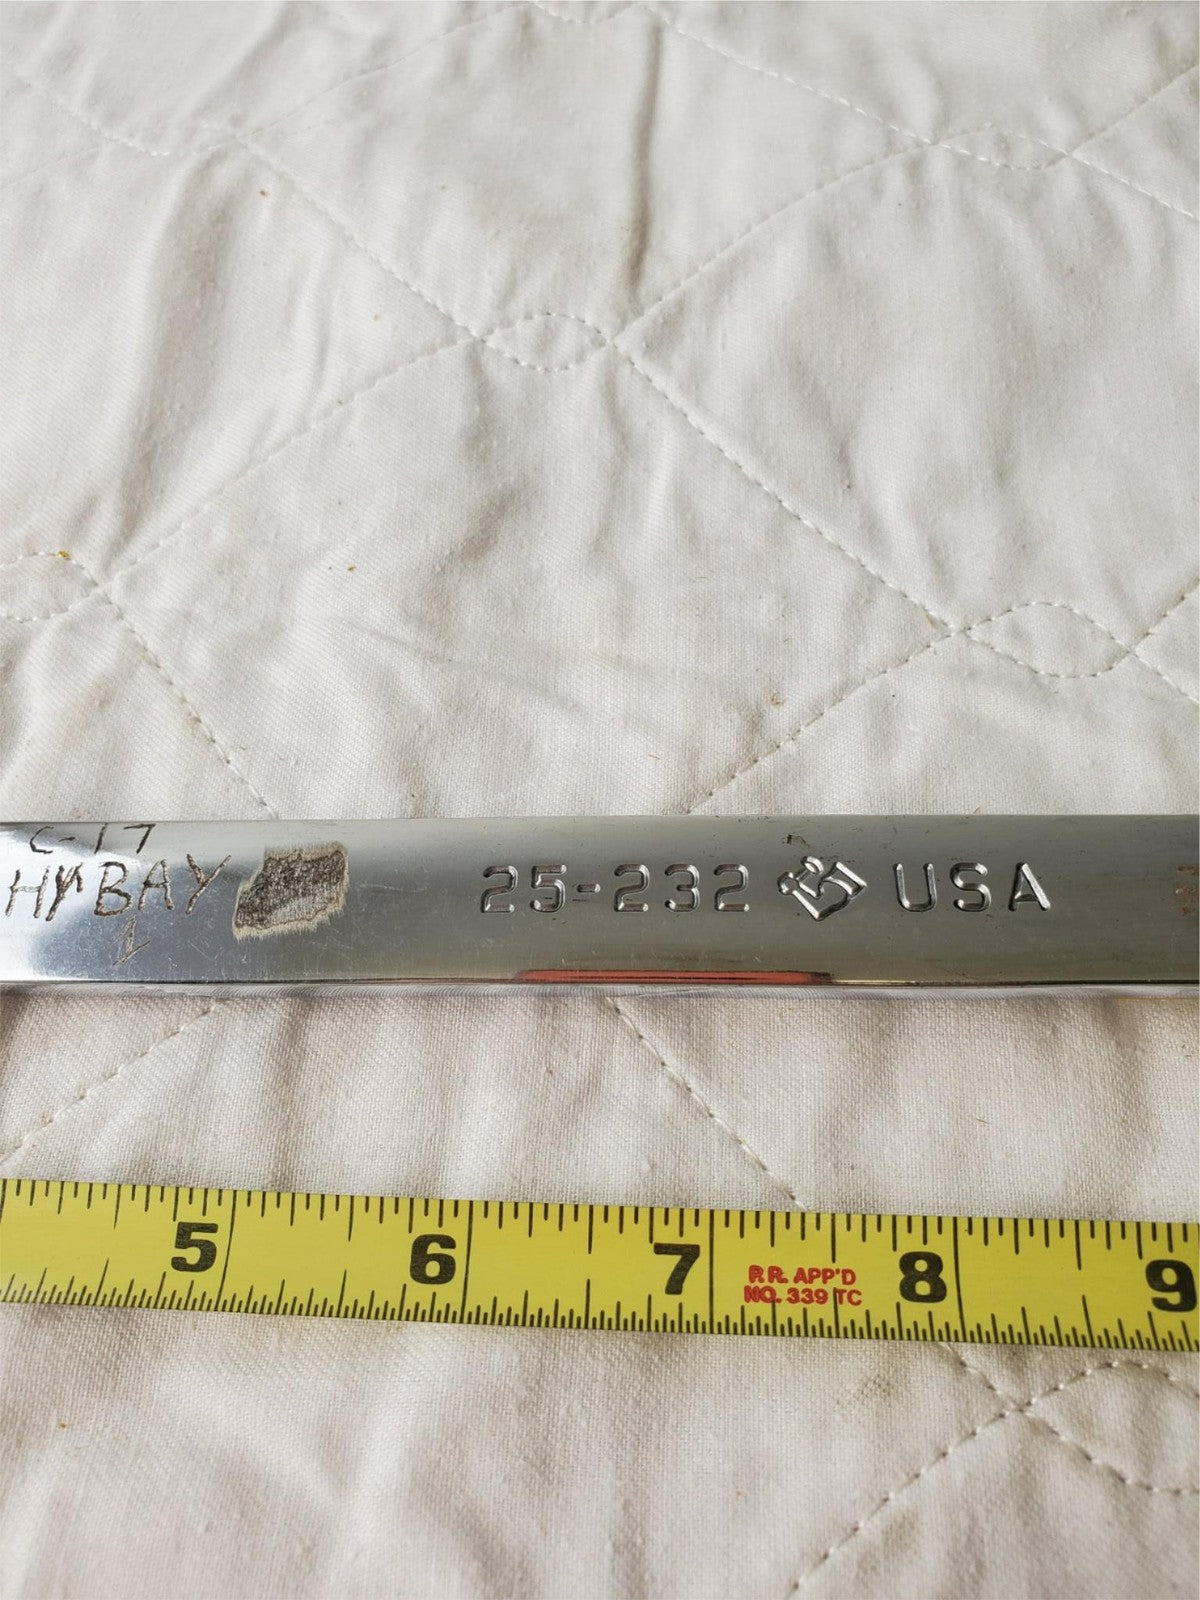 C-17
HYBAY
25-232 USA
5 6 7 8 9
P.R. APP'D
NO. 339 TC